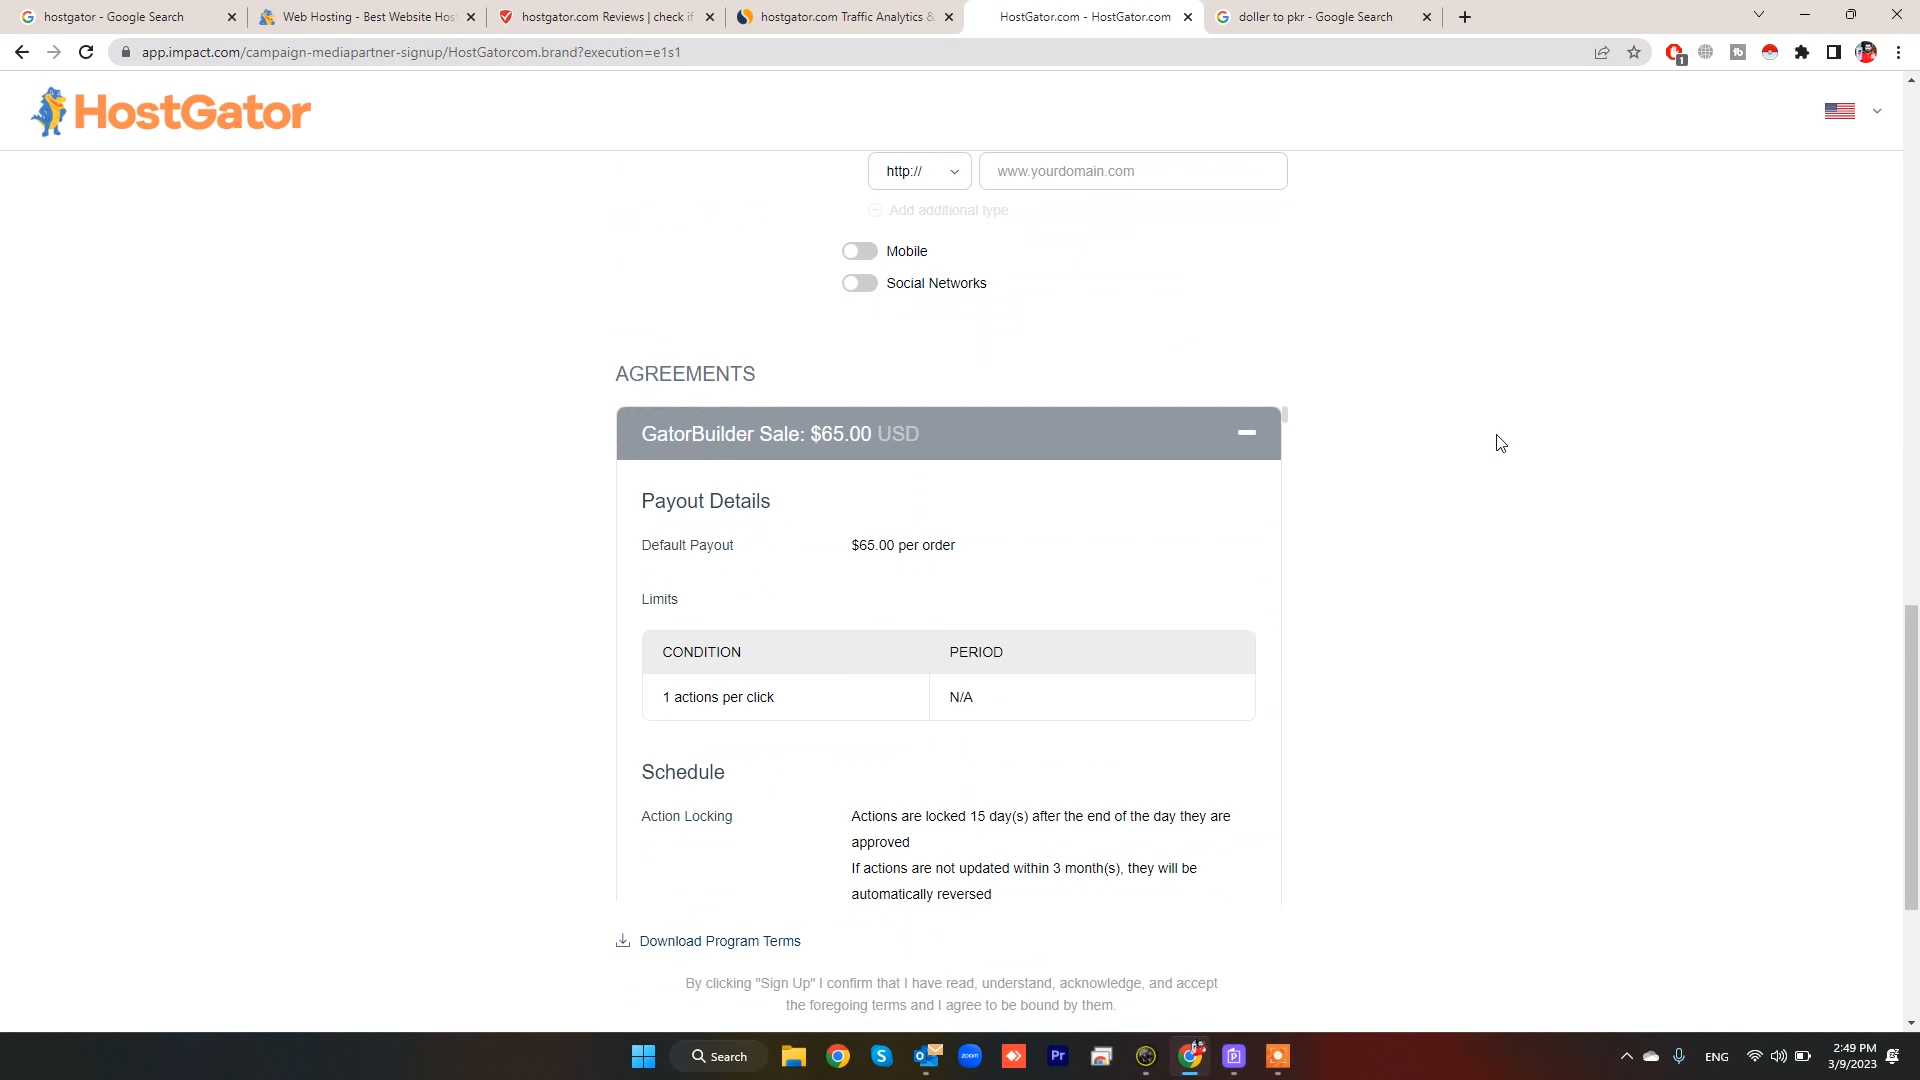 hostgator - Google Search
Web Hosting - Best Website Hos
hostgator.com Reviews | check if
hostgator.com Traffic Analytics &
HostGator.com - HostGator.com
doller to pkr - Google Search
app.impact.com/campaign-mediapartner-signup/HostGatorcom.brand?execution=e1s1
1
HostGator
http://
www.yourdomain.com
Add additional type
Mobile
Social Networks
AGREEMENTS
GatorBuilder Sale: $65.00 USD
Payout Details
Default Payout
$65.00 per order
Limits
CONDITION
PERIOD
1 actions per click
N/A
Schedule
Action Locking
Actions are locked 15 day(s) after the end of the day they are
approved
If actions are not updated within 3 month(s), they will be
automatically reversed
Download Program Terms
By clicking "Sign Up" I confirm that I have read, understand, acknowledge, and accept
the foregoing terms and I agree to be bound by them.
Search
zoom
Pr
ENG
2:49 PM
3/9/2023